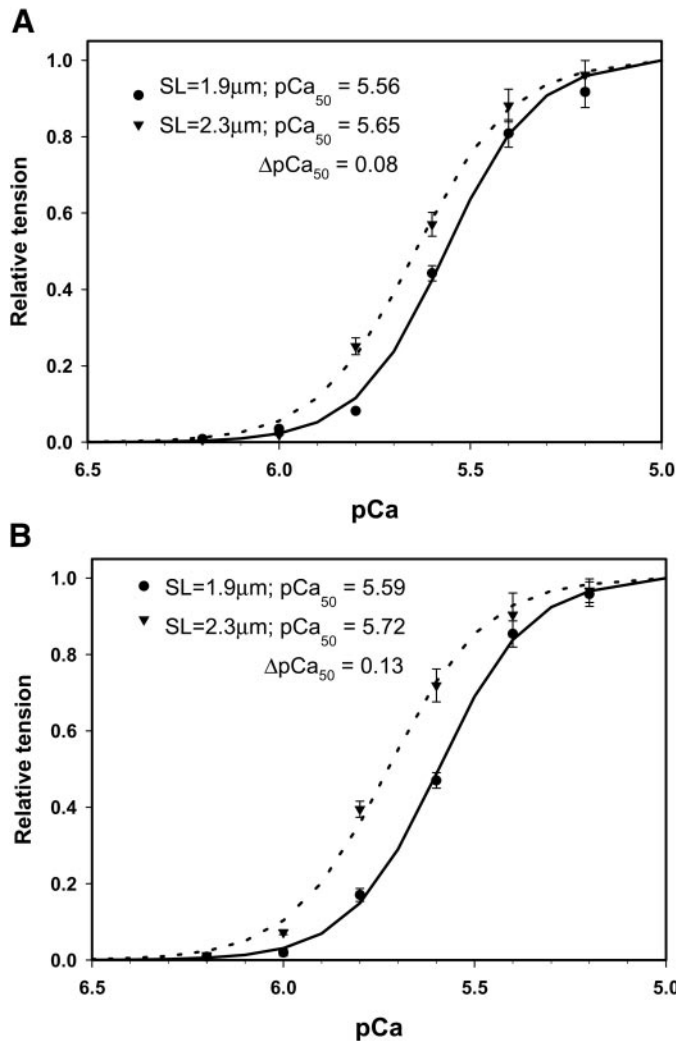 A
SL=1.9µm; pCa50 = 5.56
SL=2.3µm; pCa50 = 5.65
ΔpCa50 = 0.08
Relative tension
1.0
0.8
0.6
0.4
0.2
0.0
6.5 6.0 5.5 5.0
pCa
B
SL=1.9µm; pCa50 = 5.59
SL=2.3µm; pCa50 = 5.72
ΔpCa50 = 0.13
Relative tension
1.0
0.8
0.6
0.4
0.2
0.0
6.5 6.0 5.5 5.0
pCa